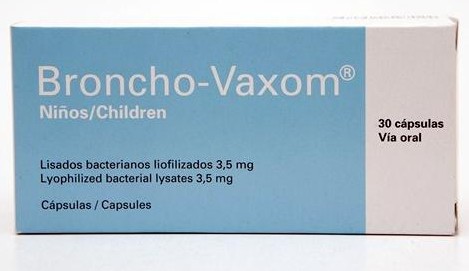 Broncho-Vaxom®
Niños/Children
30 cápsulas
Vía oral
Lisados bacterianos liofilizados 3,5 mg
Lyophilized bacterial lysates 3,5 mg
Cápsulas / Capsules